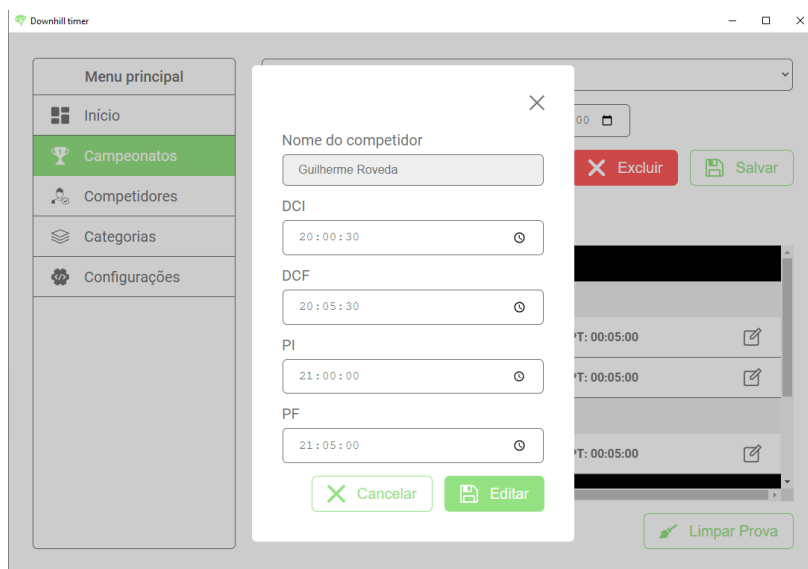 Downhill timer
Menu principal
Início
Campeonatos
Competidores
Categorias
Configurações
00
Excluir
Salvar
Nome do competidor
Guilherme Roveda
DCI
20:00:30
DCF
20:05:30
PI
21:00:00
PF
21:05:00
Cancelar
Editar
PT: 00:05:00
PT: 00:05:00
PT: 00:05:00
Limpar Prova